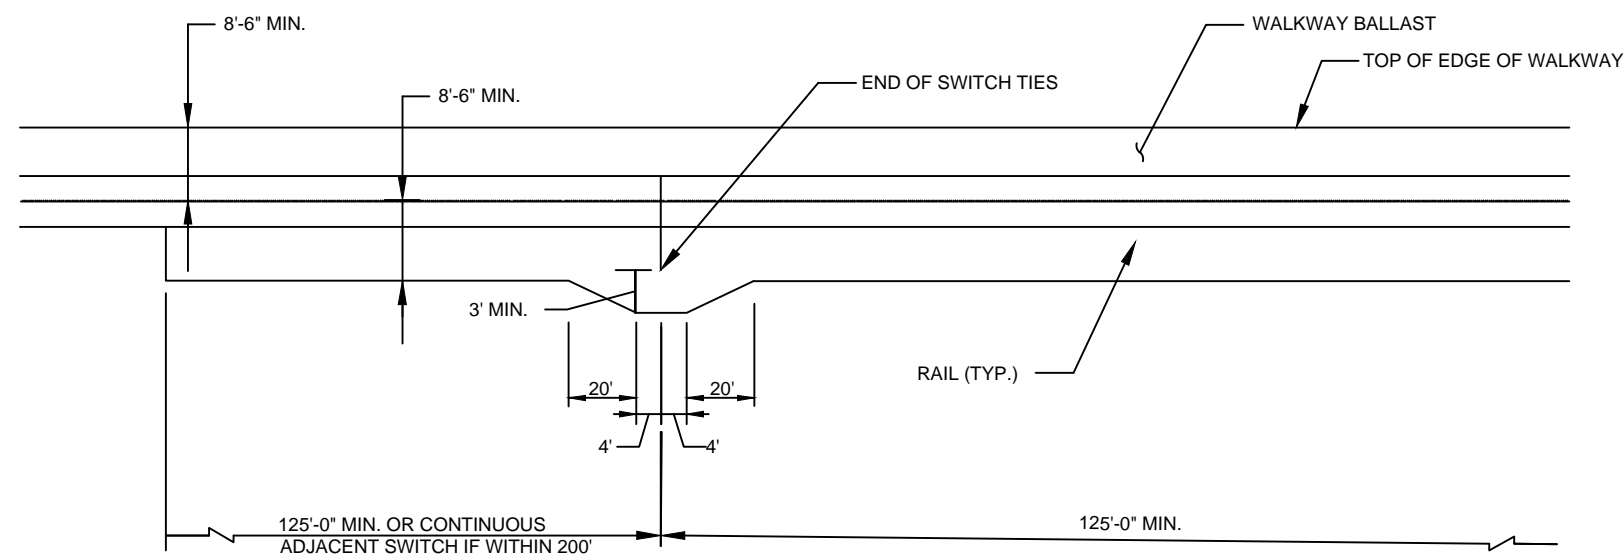 8'-6" MIN.
WALKWAY BALLAST
TOP OF EDGE OF WALKWAY
END OF SWITCH TIES
8'-6" MIN.
3' MIN.
RAIL (TYP.)
20'
20'
4'
4'
125'-0" MIN. OR CONTINUOUS
ADJACENT SWITCH IF WITHIN 200'
125'-0" MIN.